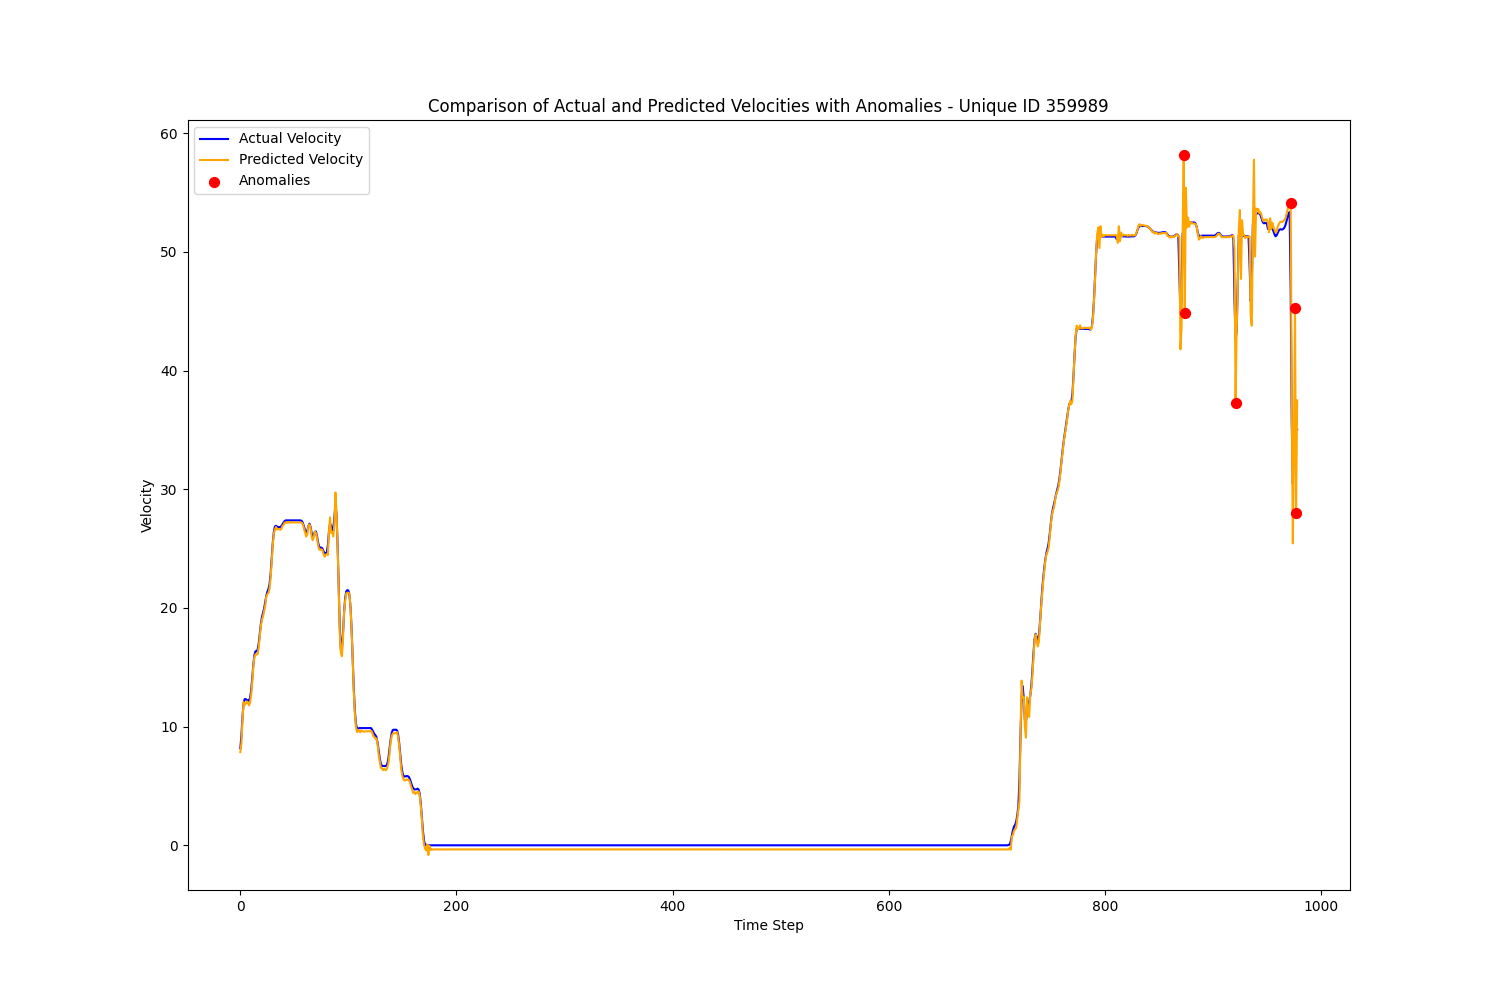 Comparison of Actual and Predicted Velocities with Anomalies - Unique ID 359989
Actual Velocity
Predicted Velocity
Anomalies
60
50
40
30
20
10
0
Velocity
0 200 400 600 800 1000
Time Step